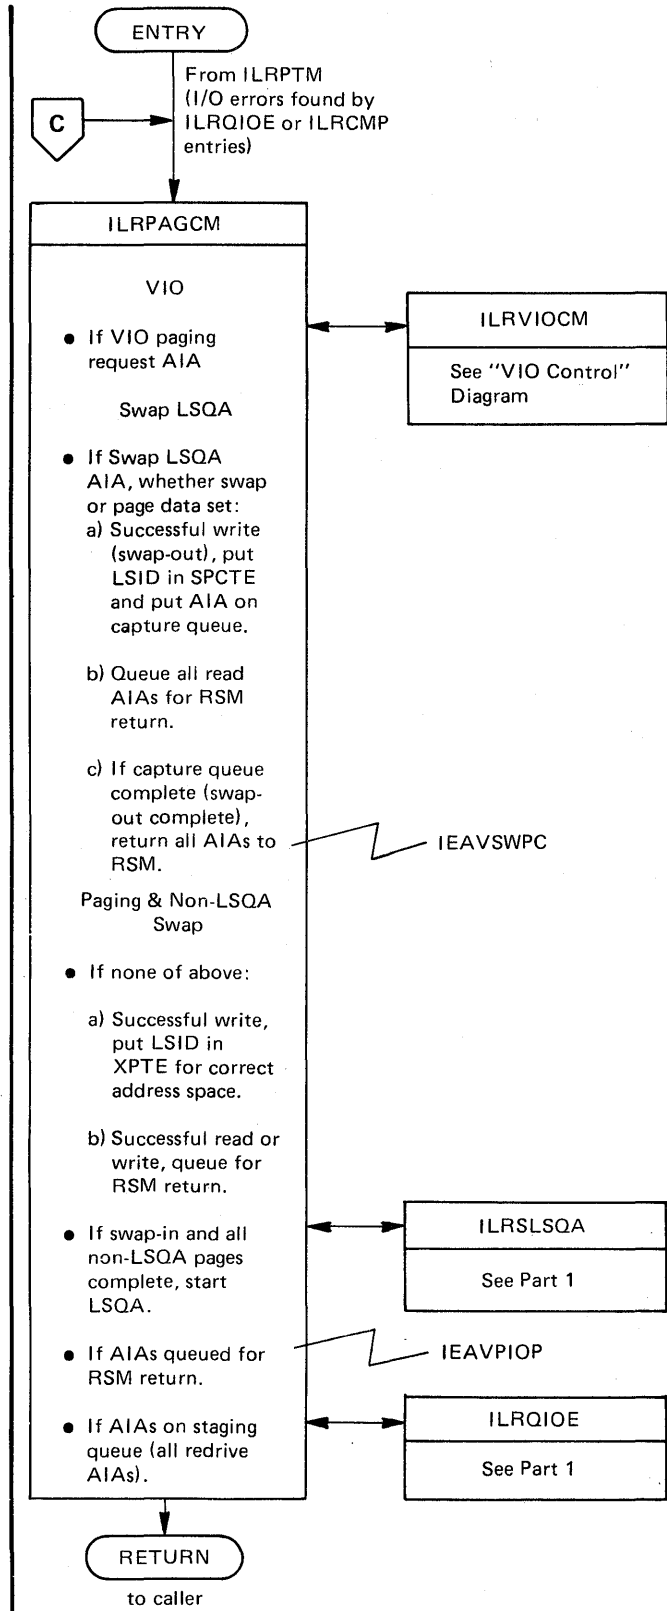 ENTRY
From ILRPTM
(I/O errors found by
ILRQIOE or ILRCMP
entries)
C
ILRPAGCM
VIO
• If VIO paging
request AIA
ILRVIOCM
See "VIO Control"
Diagram
Swap LSQA
• If Swap LSQA
AIA, whether swap
or page data set:
a) Successful write
(swap-out), put
LSID in SPCTE
and put AIA on
capture queue.
b) Queue all read
AIAs for RSM
return.
c) If capture queue
complete (swap-
out complete),
return all AIAs to
RSM.
IEAVSWPC
Paging & Non-LSQA
Swap
• If none of above:
a) Successful write,
put LSID in
XPTE for correct
address space.
b) Successful read or
write, queue for
RSM return.
• If swap-in and all
non-LSQA pages
complete, start
LSQA.
ILRSLSQA
See Part 1
• If AIAs queued for
RSM return.
IEAVPIOP
• If AIAs on staging
queue (all redrive
AIAs).
ILRQIOE
See Part 1
RETURN
to caller